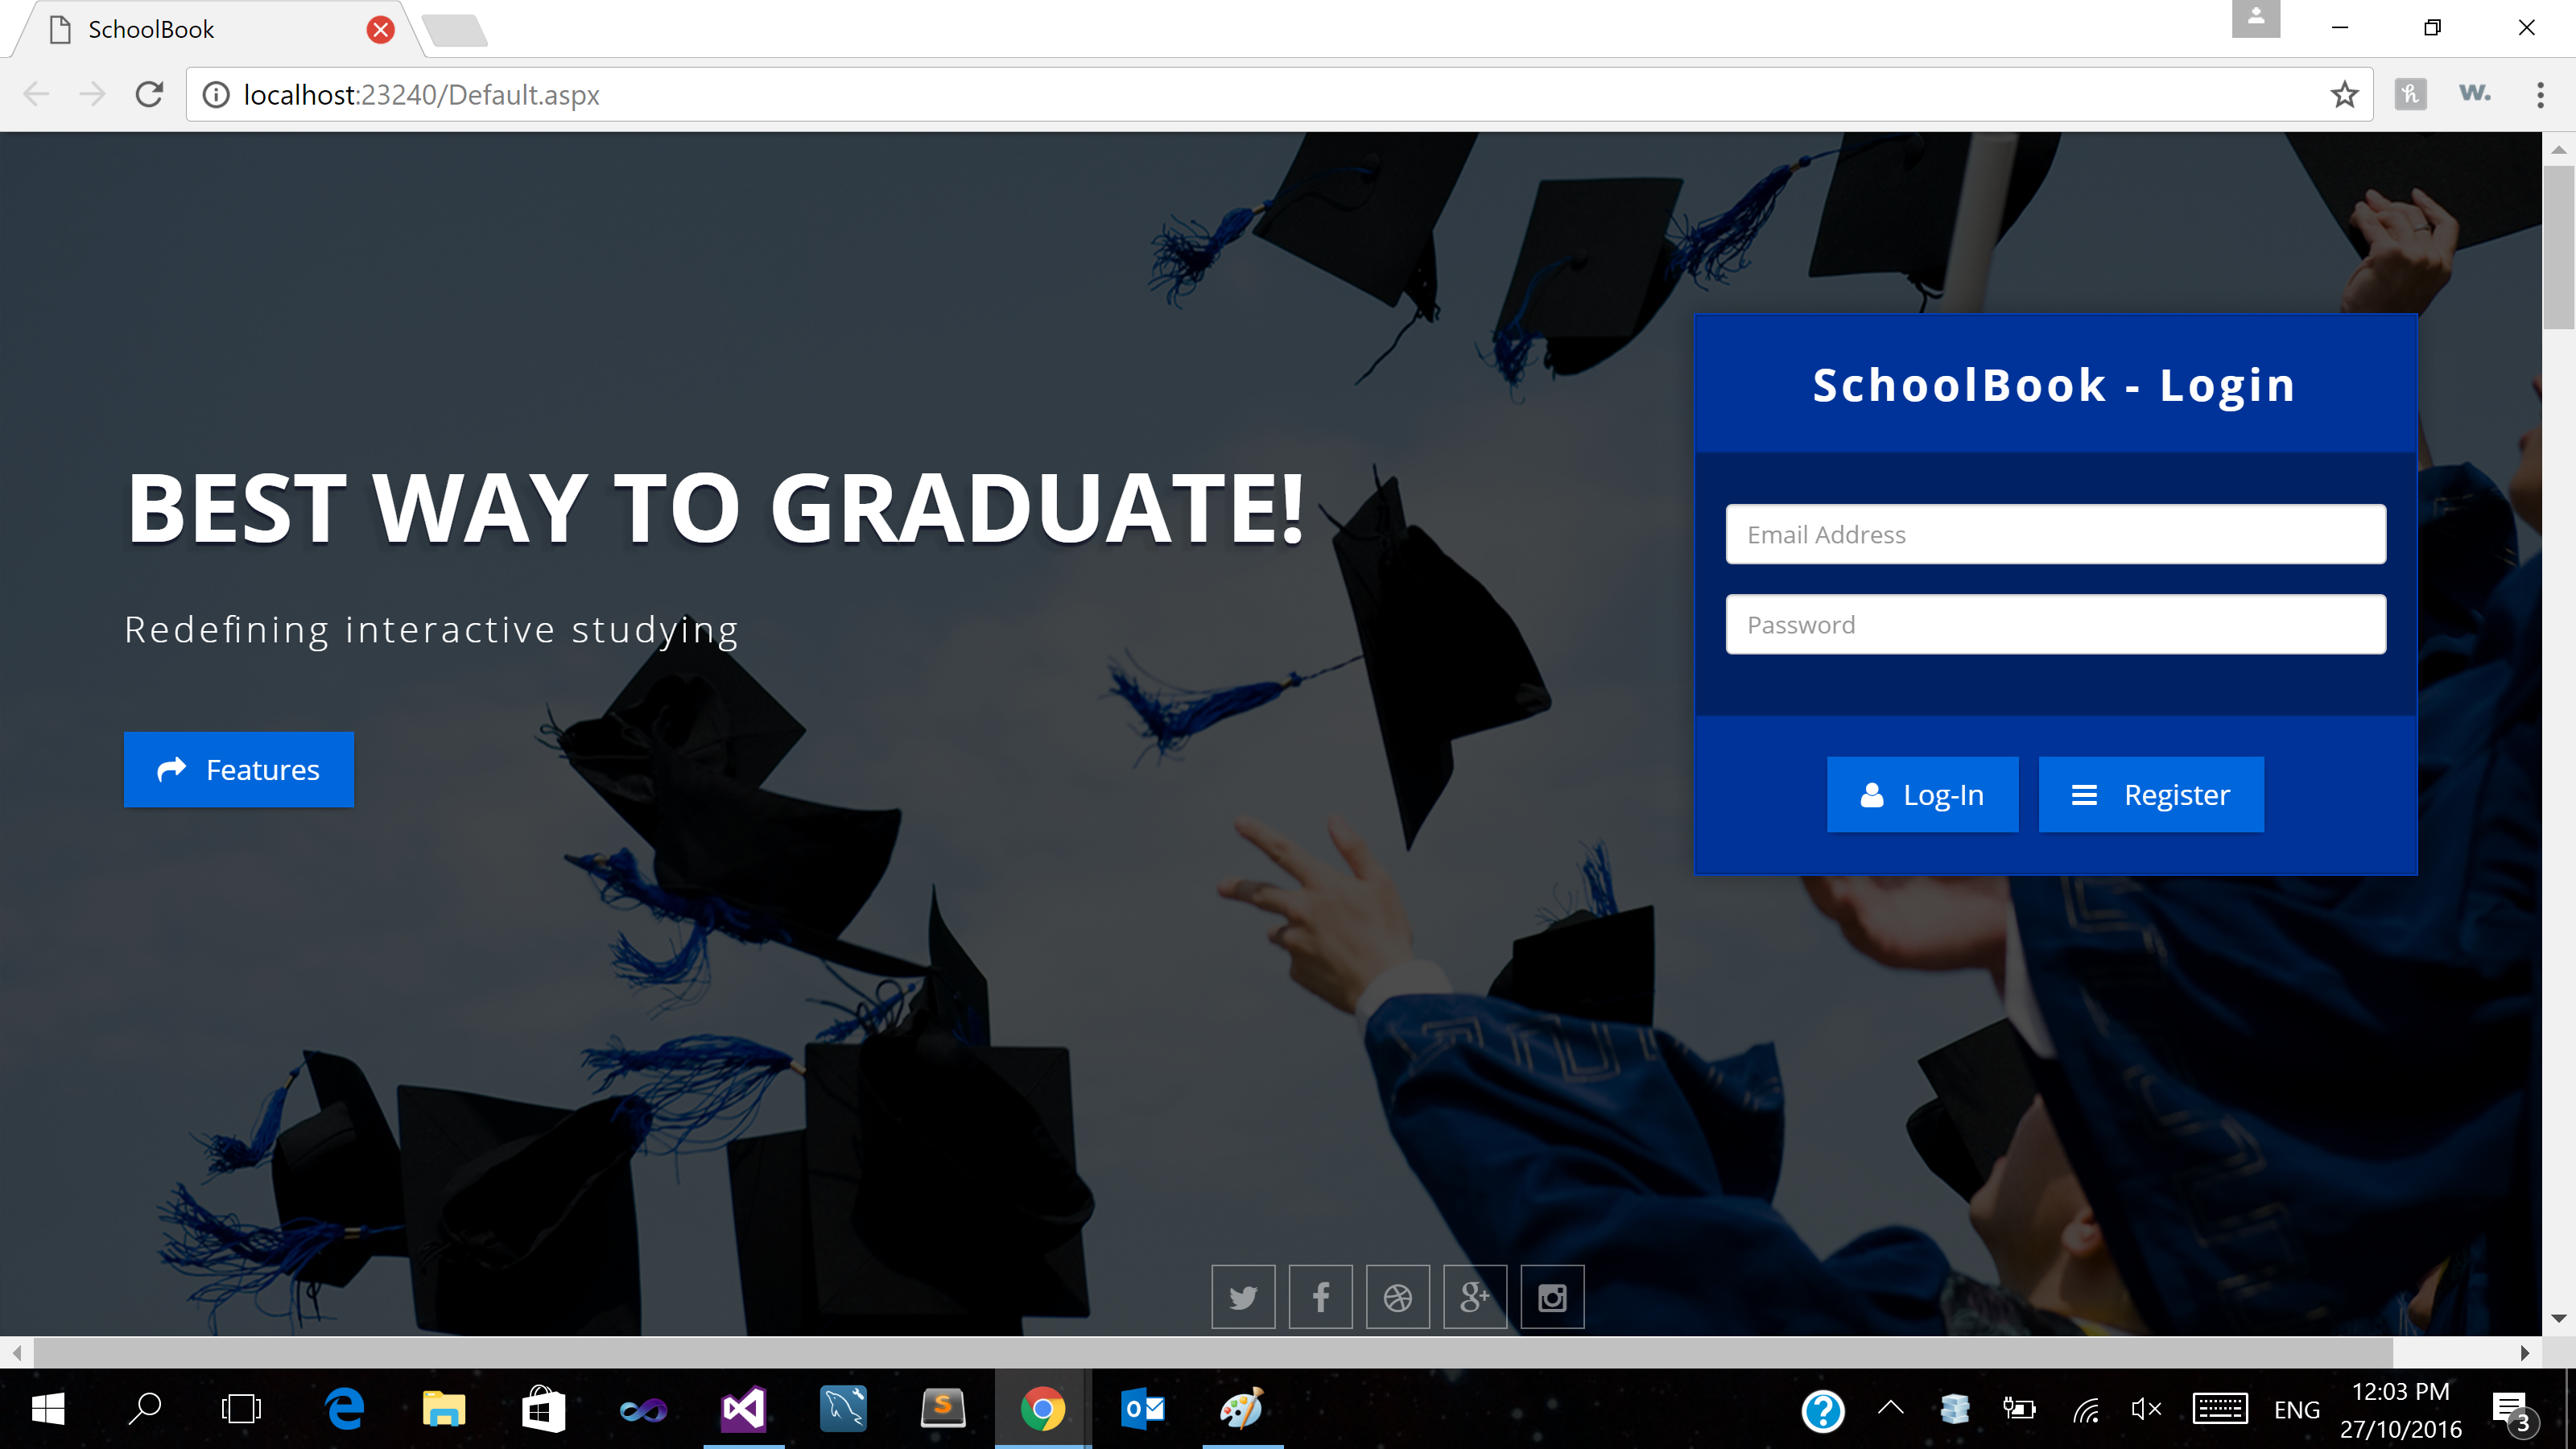 SchoolBook
localhost:23240/Default.aspx
w.
SchoolBook - Login
BEST WAY TO GRADUATE!
Email Address
Redefining interactive studying
Password
Features
Log-In
Register
g+
12:03 PM
ENG
27/10/2016
3